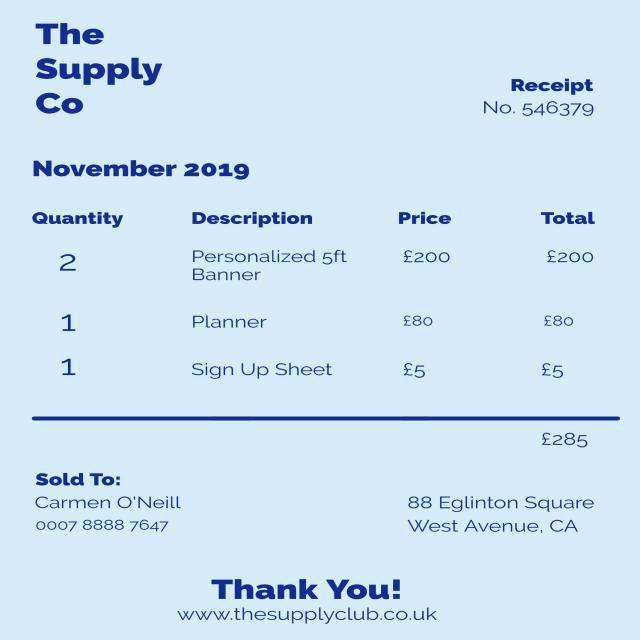 The
Supply
Co
Receipt
No. 546379
November 2019
Quantity Description Price Total
2 Personalized 5ft Banner £200 £200
1 Planner £80 £80
1 Sign Up Sheet £5 £5
£285
Sold To:
Carmen O'Neill
0007 8888 7647
88 Eglinton Square
West Avenue, CA
Thank You!
www.thesupplyclub.co.uk